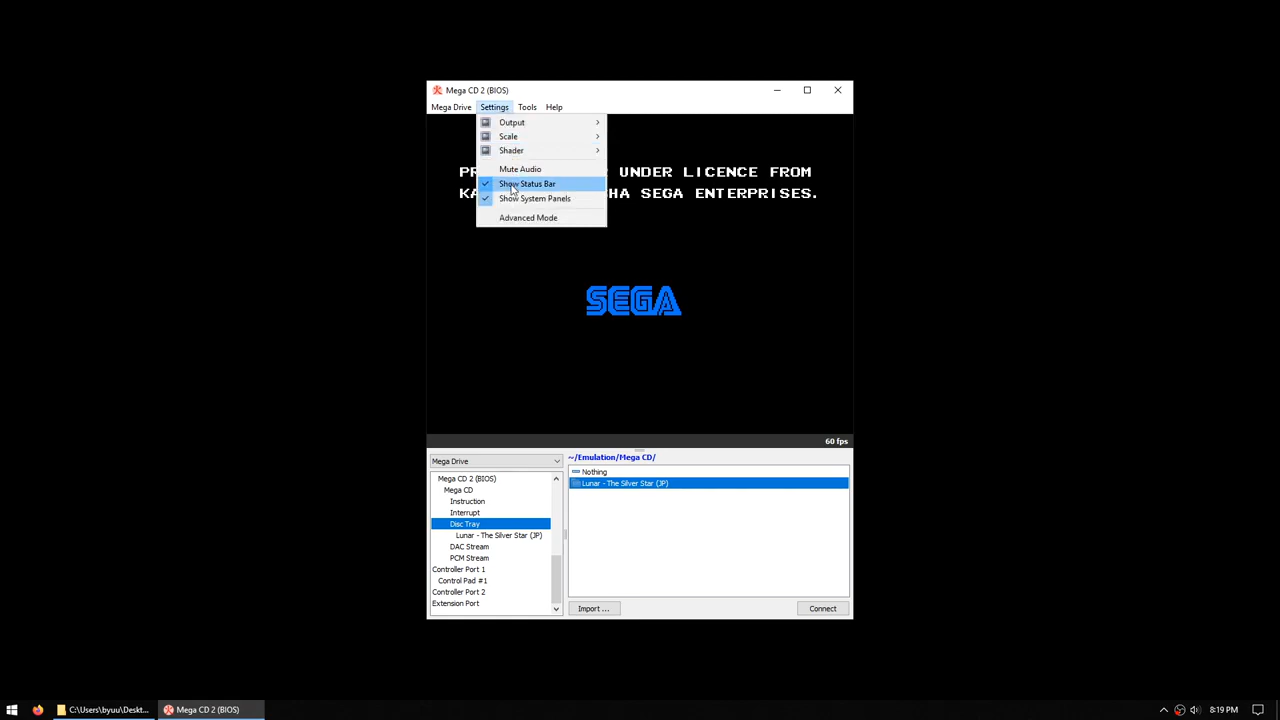 Mega CD 2 (BIOS)
Mega Drive Settings Tools Help
Output
Scale
Shader
Mute Audio
Show Status Bar
Show System Panels
Advanced Mode
PR UNDER LICENCE FROM
KA HA SEGA ENTERPRISES.
SEGA
60 fps
Mega Drive
Mega CD 2 (BIOS)
Mega CD
Instruction
Interrupt
Disc Tray
Lunar - The Silver Star (JP)
DAC Stream
PCM Stream
Controller Port 1
Control Pad #1
Controller Port 2
Extension Port
~/Emulation/Mega CD/
Nothing
Lunar - The Silver Star (JP)
Import ...
Connect
C:\Users\byuu\Deskt...
Mega CD 2 (BIOS)
8:19 PM